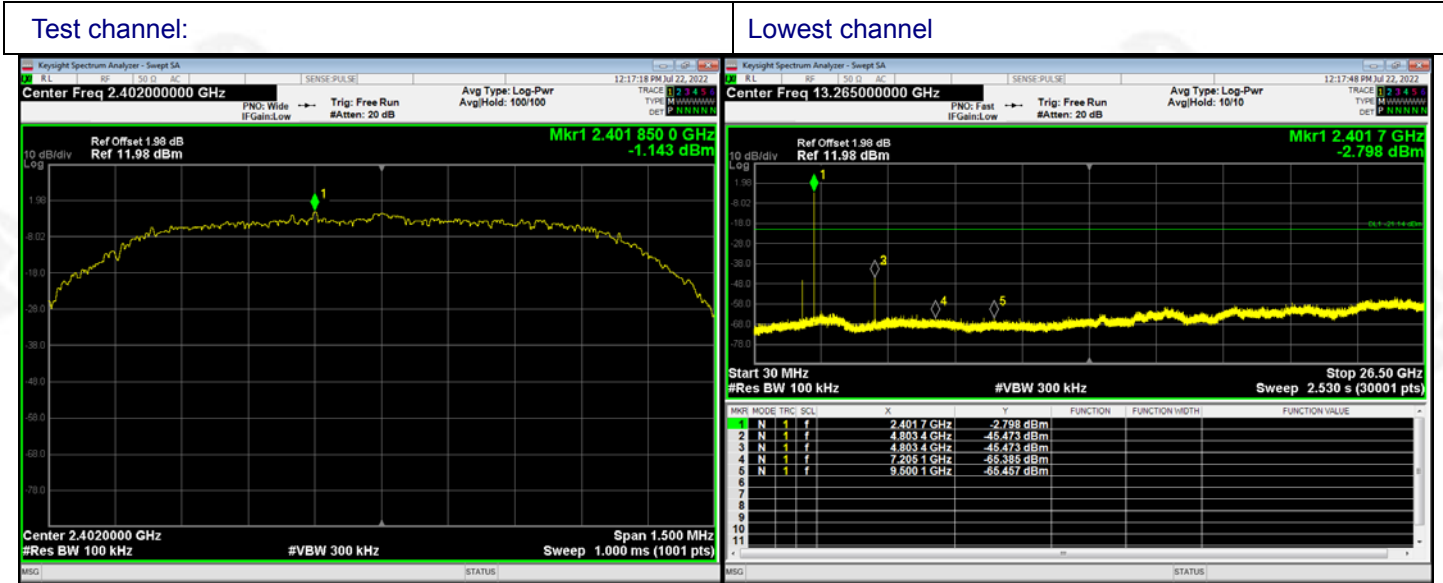 Test channel:
Lowest channel
Keysight Spectrum Analyzer - Swept SA
RL RF 50 Ω AC SENSE:PULSE 12:17:18 PM Jul 22, 2022
Center Freq 2.402000000 GHz
PNO: Wide
IFGain:Low
Trig: Free Run
#Atten: 20 dB
Avg Type: Log-Pwr
Avg|Hold: 100/100
TRACE 1 2 3 4 5 6
TYPE M WWWWW
DET P N N N N N
Ref Offset 1.98 dB
10 dB/div Ref 11.98 dBm
Log
Mkr1 2.401 850 0 GHz
-1.143 dBm
1
1.98
-8.02
-18.0
-28.0
-38.0
-48.0
-58.0
-68.0
-78.0
Center 2.4020000 GHz Span 1.500 MHz
#Res BW 100 kHz #VBW 300 kHz Sweep 1.000 ms (1001 pts)
MSG STATUS
Keysight Spectrum Analyzer - Swept SA
RL RF 50 Ω AC SENSE:PULSE 12:17:48 PM Jul 22, 2022
Center Freq 13.265000000 GHz
PNO: Fast
IFGain:Low
Trig: Free Run
#Atten: 20 dB
Avg Type: Log-Pwr
Avg|Hold: 10/10
TRACE 1 2 3 4 5 6
TYPE M WWWWW
DET P N N N N N
Ref Offset 1.98 dB
10 dB/div Ref 11.98 dBm
Log
Mkr1 2.401 7 GHz
-2.798 dBm
1
1.98
-8.02
-18.0
DL1 -21.14 dBm
-28.0
-38.0
3
-48.0
-58.0
4
5
-68.0
-78.0
Start 30 MHz Stop 26.50 GHz
#Res BW 100 kHz #VBW 300 kHz Sweep 2.530 s (30001 pts)
MKR MODE TRC SCL X Y FUNCTION FUNCTION WIDTH FUNCTION VALUE
1 N 1 f 2.401 7 GHz -2.798 dBm
2 N 1 f 4.803 4 GHz -45.473 dBm
3 N 1 f 4.803 4 GHz -45.473 dBm
4 N 1 f 7.205 1 GHz -65.385 dBm
5 N 1 f 9.500 1 GHz -65.457 dBm
6
7
8
9
10
11
MSG STATUS